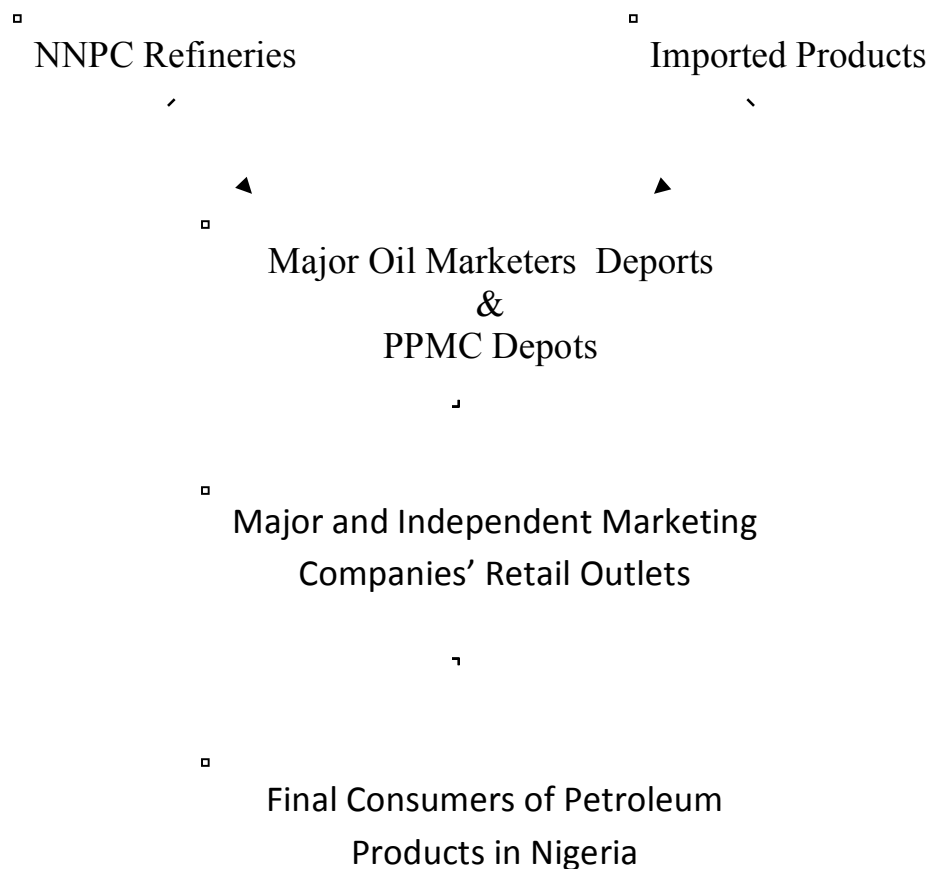 NNPC Refineries
Imported Products
Major Oil Marketers Deports
&
PPMC Depots
Major and Independent Marketing
Companies’ Retail Outlets
Final Consumers of Petroleum
Products in Nigeria